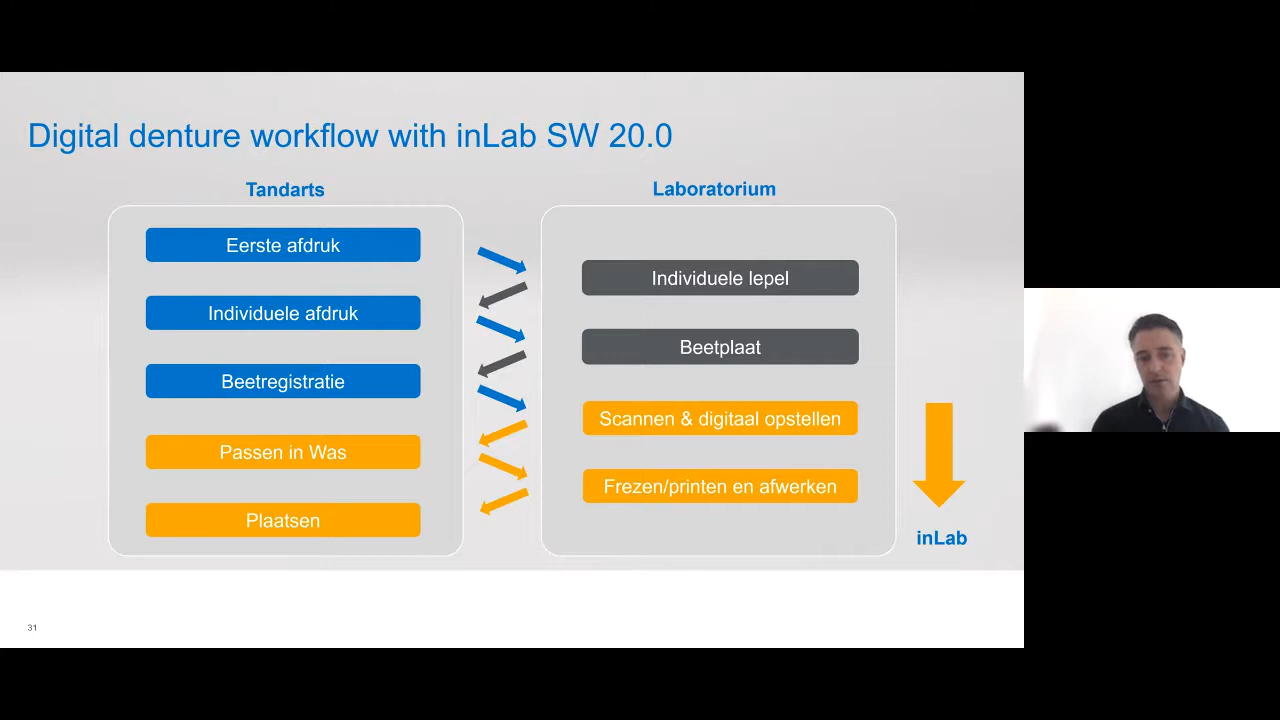 Digital denture workflow with inLab SW 20.0
Tandarts
Eerste afdruk
Individuele afdruk
Beetregistratie
Passen in Was
Plaatsen
Laboratorium
Individuele lepel
Beetplaat
Scannen & digitaal opstellen
Frezen/printen en afwerken
inLab
31